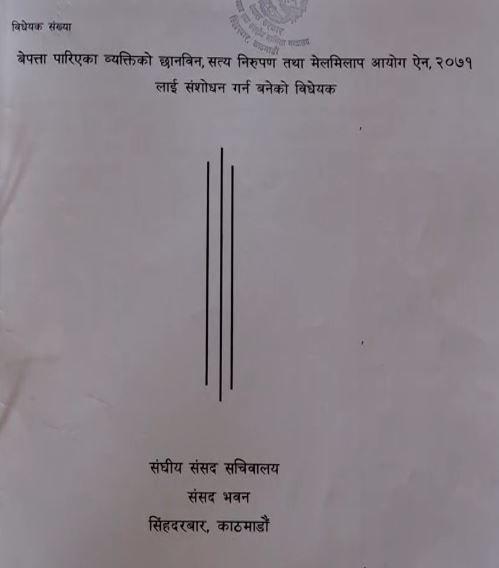 विधेयक संख्या
बेपत्ता पारिएका व्यक्तिको छानविन, सत्य निरुपण तथा मेलमिलाप आयोग ऐन, २०७१
लाई संशोधन गर्न बनेको विधेयक
संघीय संसद सचिवालय
संसद भवन
सिंहदरबार, काठमाडौं